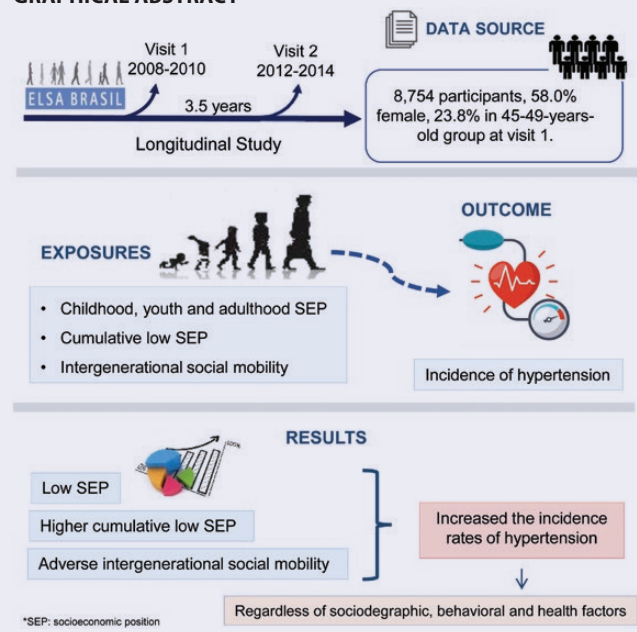 GRAPHICAL ABSTRACT
DATA SOURCE
Visit 1
2008-2010
Visit 2
2012-2014
ELSA BRASIL
3.5 years
Longitudinal Study
8,754 participants, 58.0%
female, 23.8% in 45-49-years-
old group at visit 1.
EXPOSURES
• Childhood, youth and adulthood SEP
• Cumulative low SEP
• Intergenerational social mobility
OUTCOME
Incidence of hypertension
RESULTS
Low SEP
Higher cumulative low SEP
Adverse intergenerational social mobility
Increased the incidence
rates of hypertension
Regardless of sociodegraphic, behavioral and health factors
*SEP: socioeconomic position